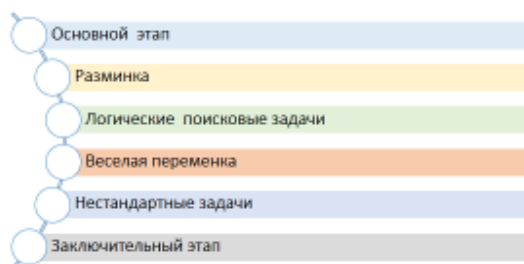 Основной этап
Разминка
Логические поисковые задачи
Веселая переменка
Нестандартные задачи
Заключительный этап